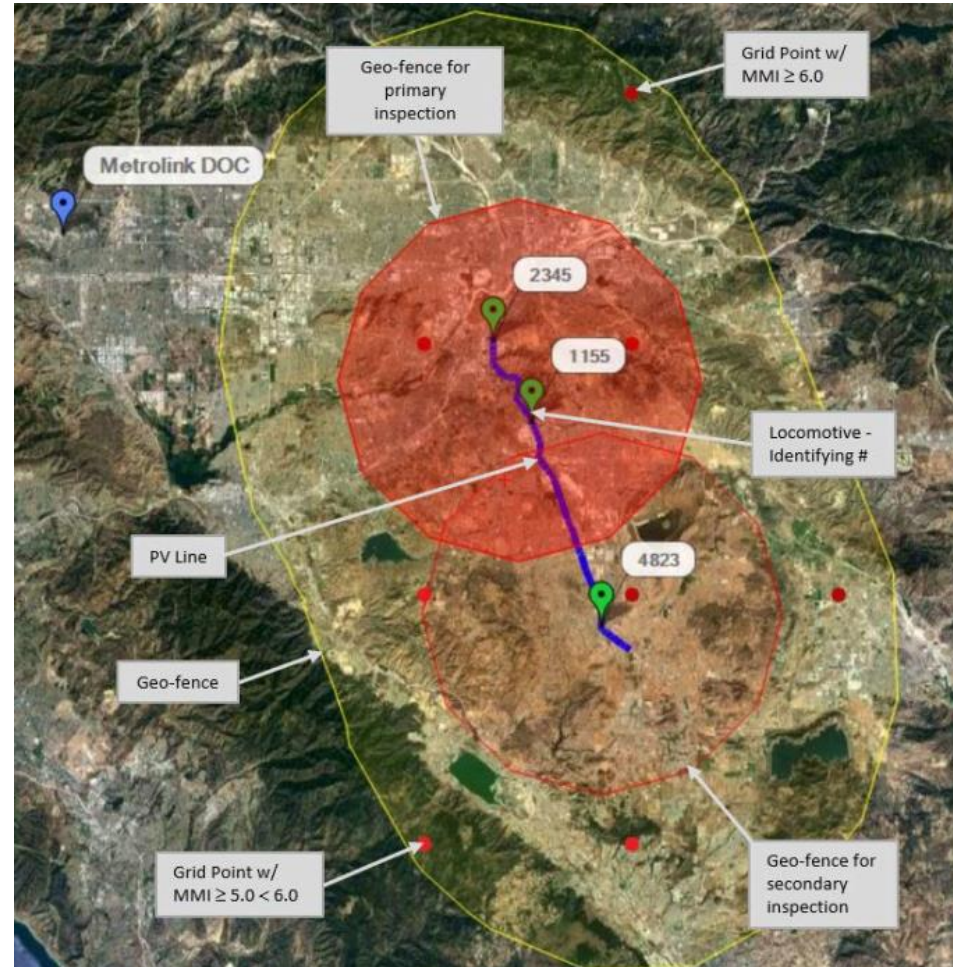 Geo-fence for
primary
inspection
Grid Point w/
MMI ≥ 6.0
Metrolink DOC
2345
1155
Locomotive -
Identifying #
PV Line
4823
Geo-fence
Grid Point w/
MMI ≥ 5.0 < 6.0
Geo-fence for
secondary
inspection